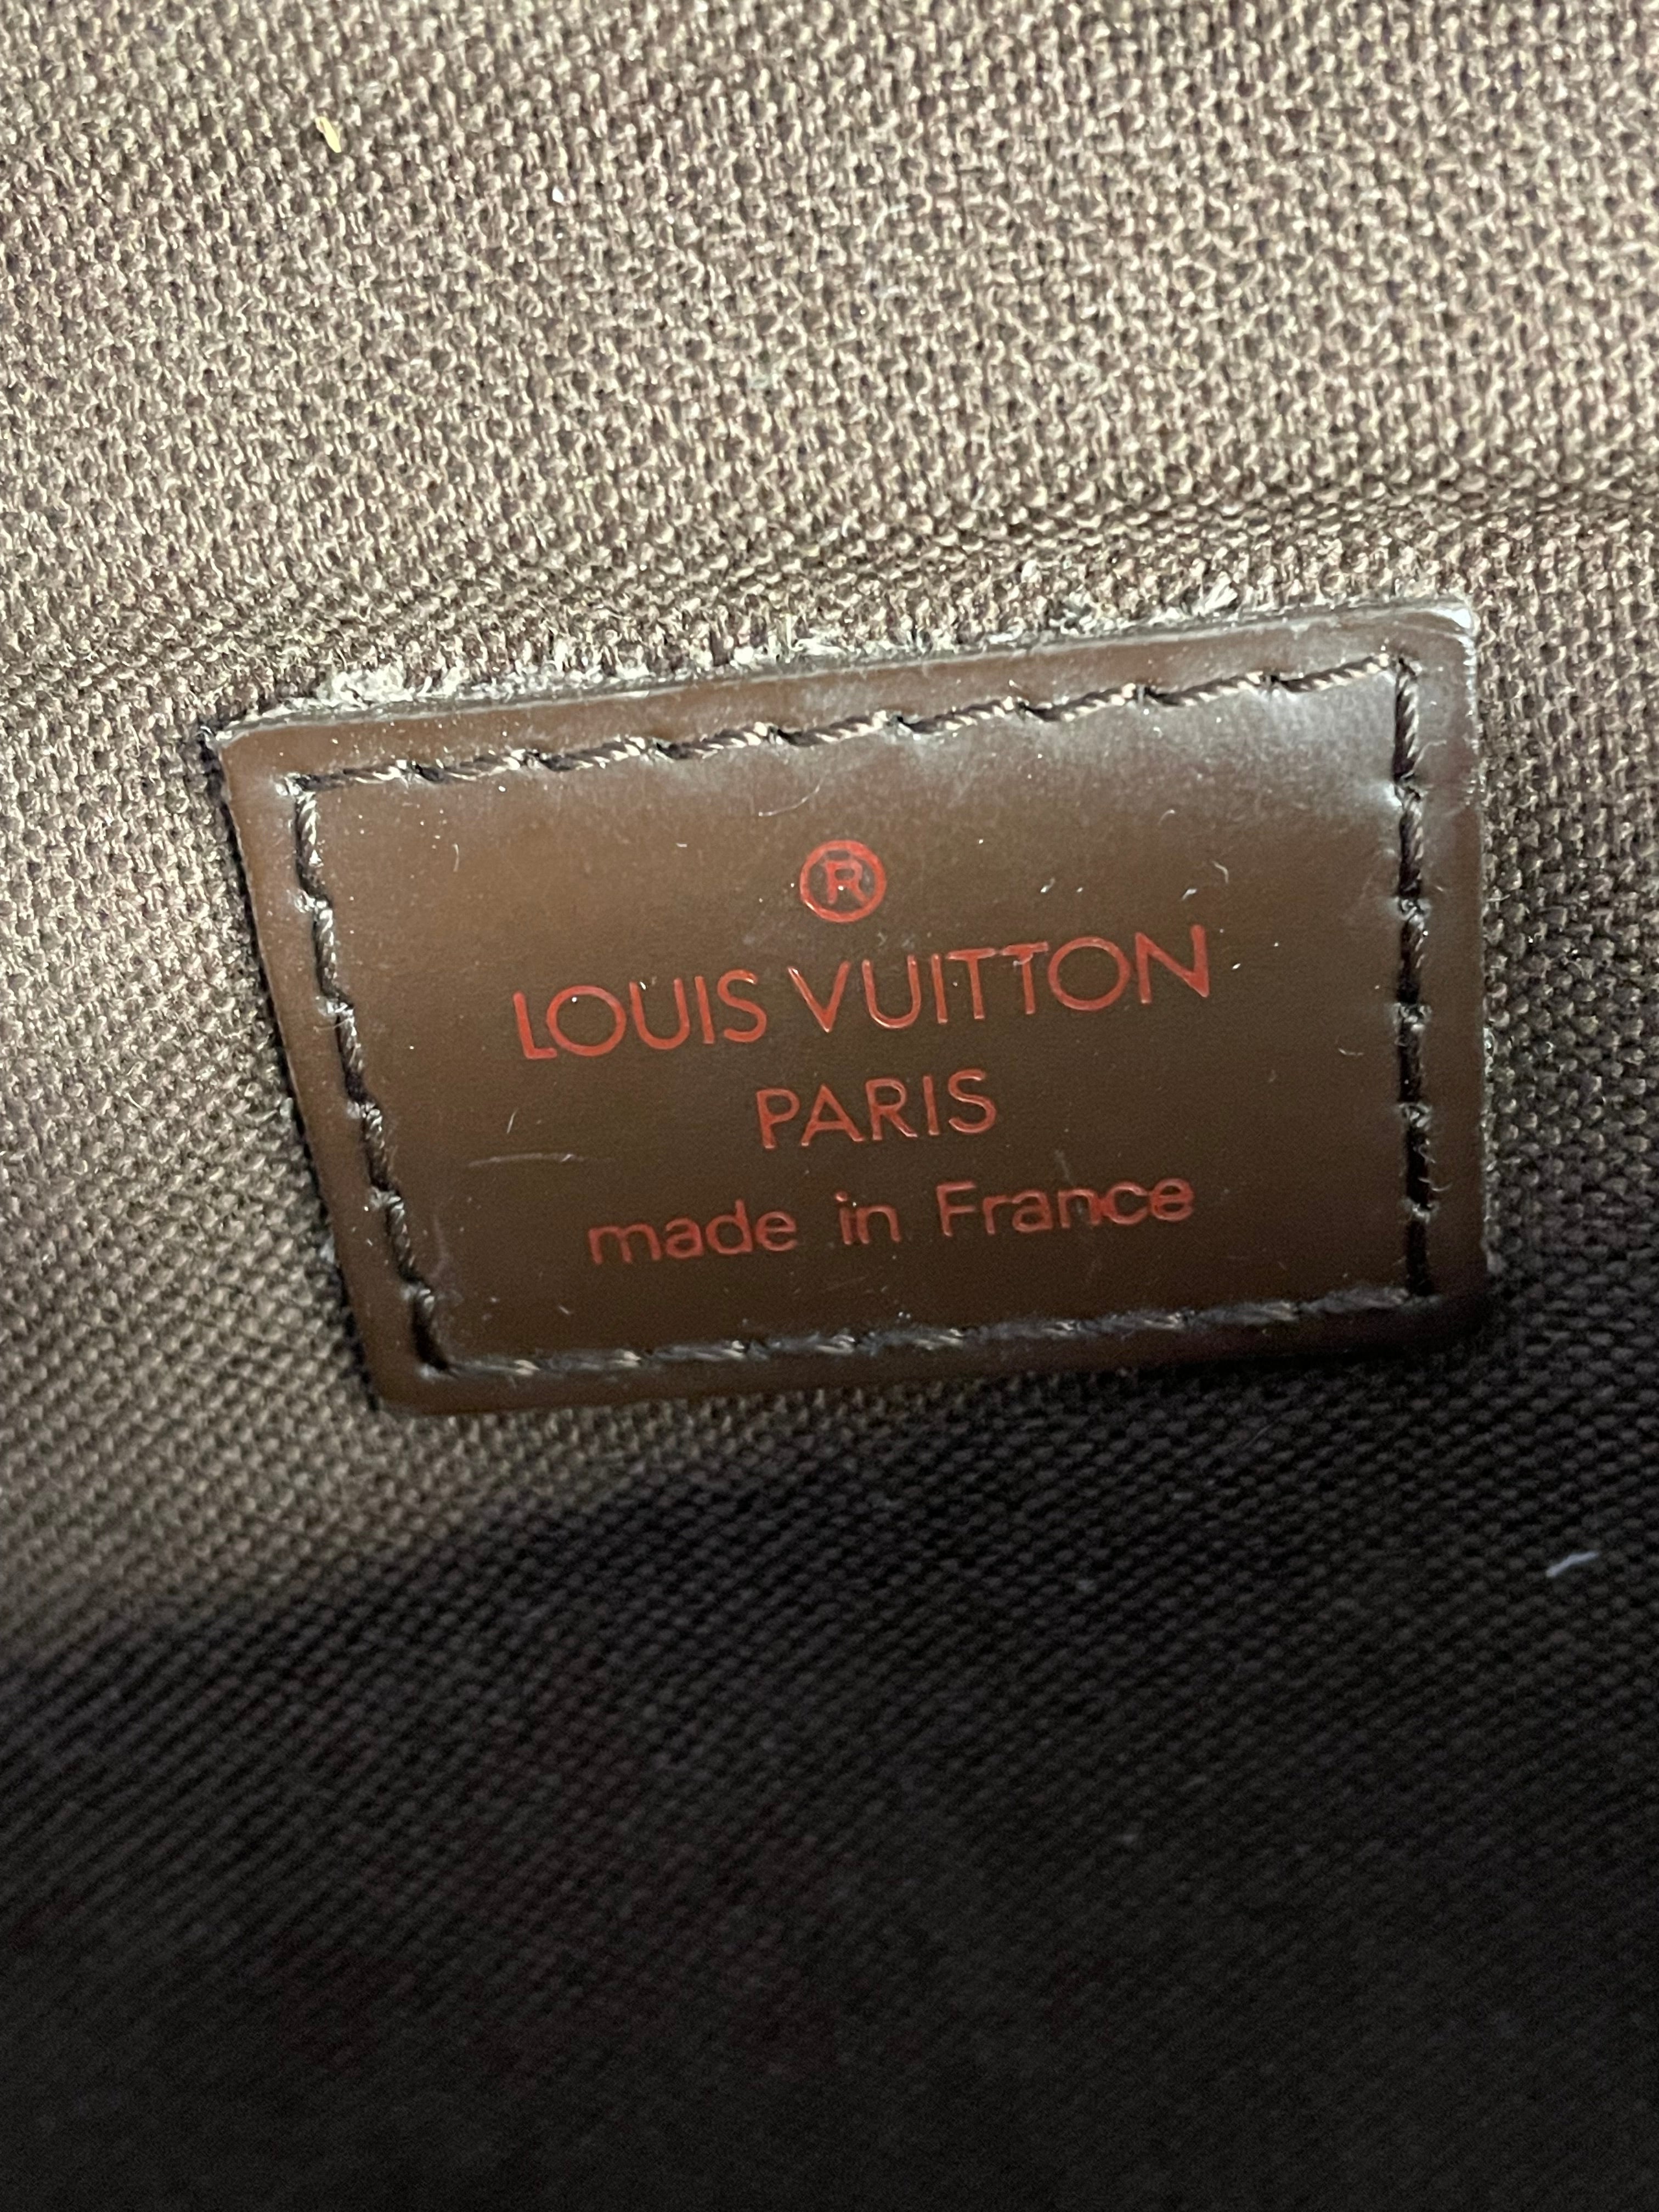 ®
LOUIS VUITTON
PARIS
made in France